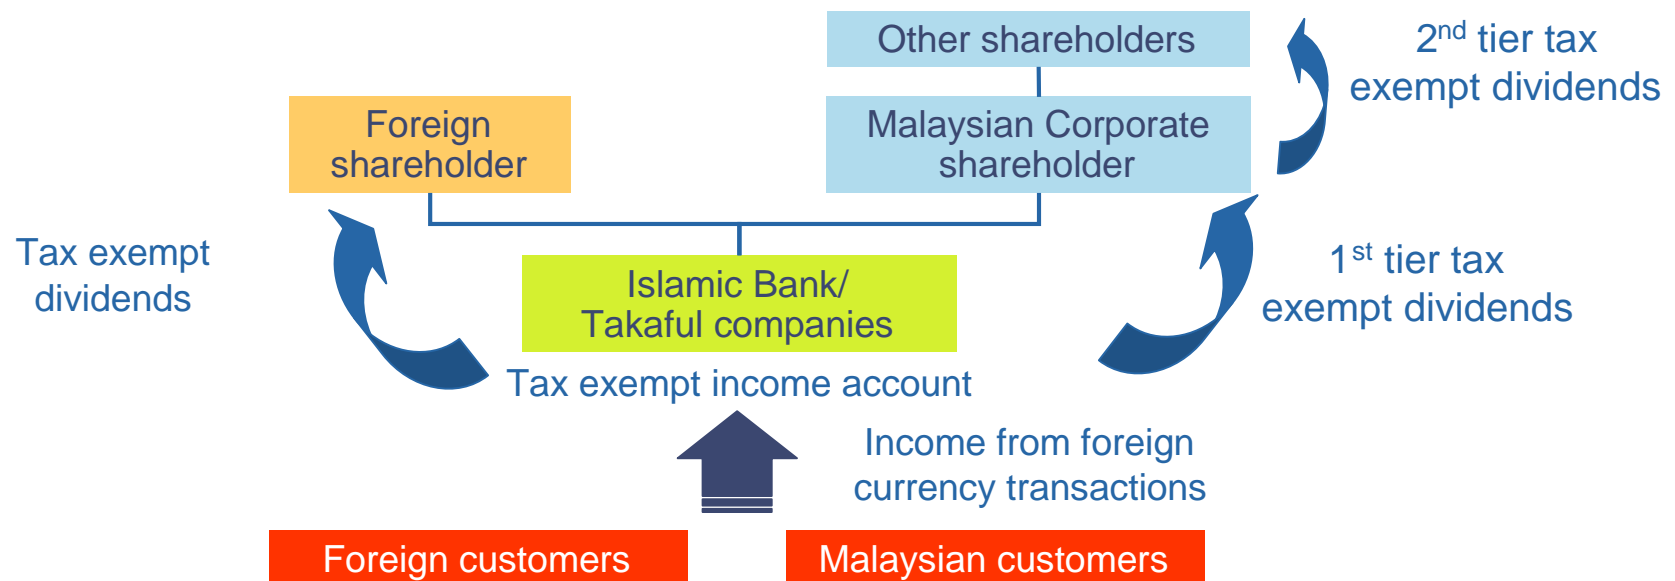 Other shareholders
2nd tier tax
exempt dividends
Foreign
shareholder
Malaysian Corporate
shareholder
Tax exempt
dividends
Islamic Bank/
Takaful companies
1st tier tax
exempt dividends
Tax exempt income account
Income from foreign
currency transactions
Foreign customers
Malaysian customers